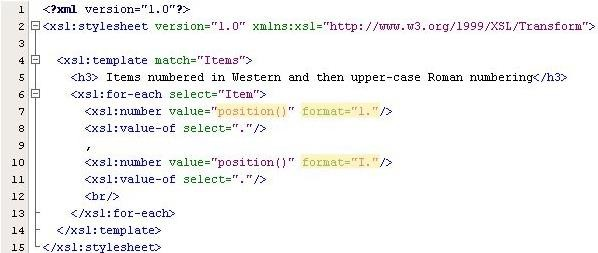 1 <?xml version="1.0"?>
2 <xsl:stylesheet version="1.0" xmlns:xsl="http://www.w3.org/1999/XSL/Transform">
3
4 <xsl:template match="Items">
5 <h3> Items numbered in Western and then upper-case Roman numbering</h3>
6 <xsl:for-each select="Item">
7 <xsl:number value="position()" format="1."/>
8 <xsl:value-of select="."/>
9 ,
10 <xsl:number value="position()" format="I."/>
11 <xsl:value-of select="."/>
12 <br/>
13 </xsl:for-each>
14 </xsl:template>
15 </xsl:stylesheet>